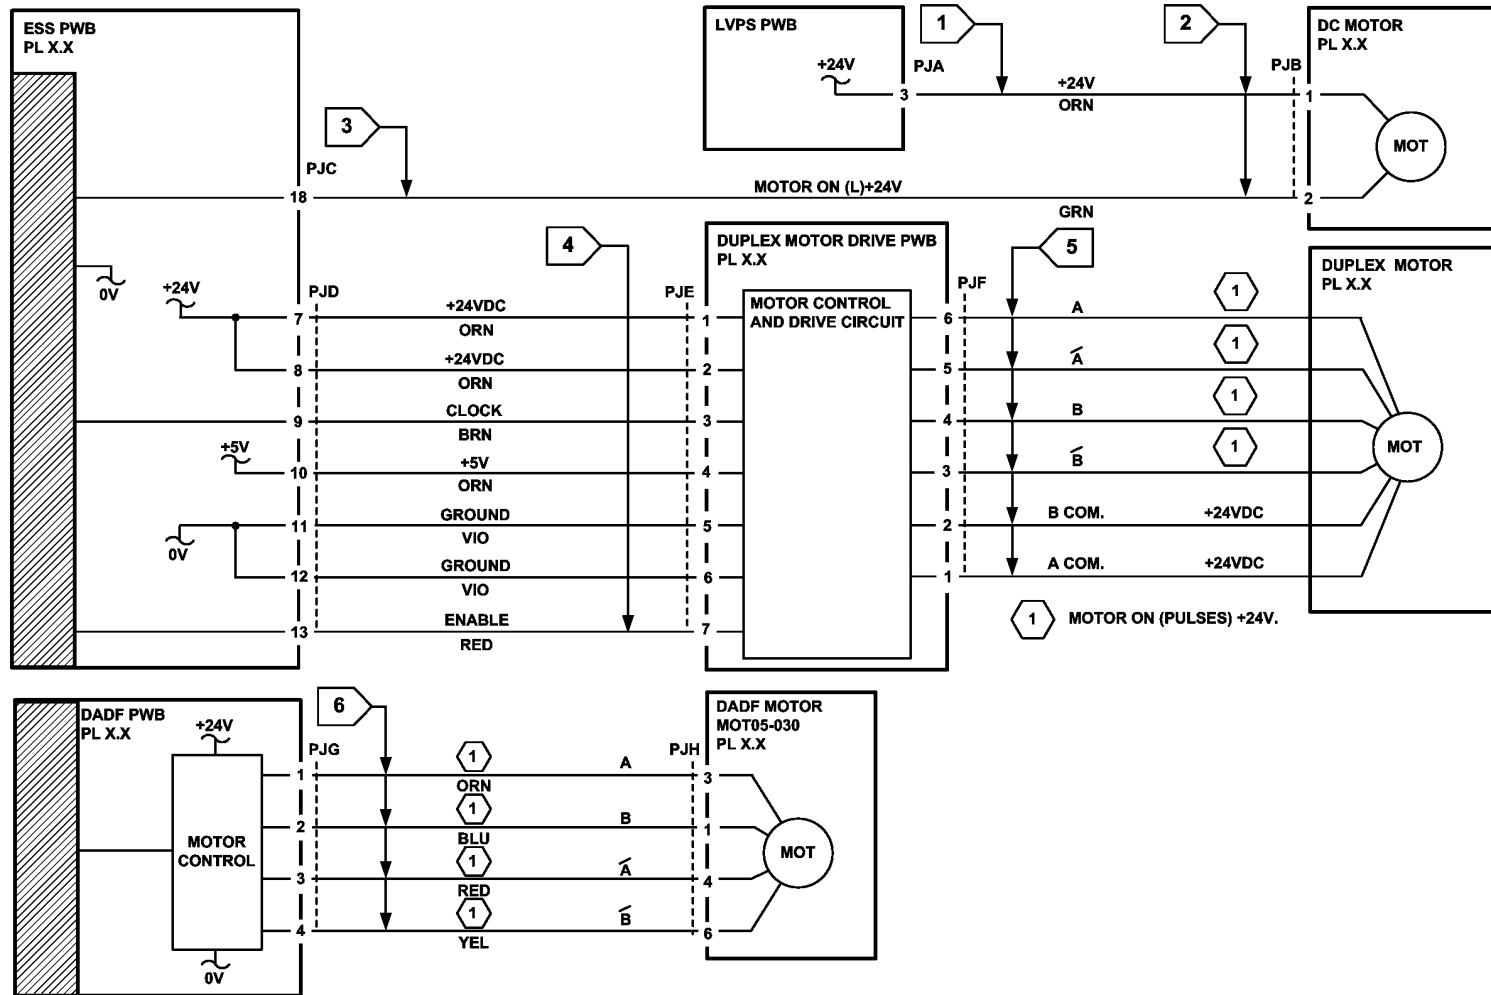 ESS PWB
PL X.X
LVPS PWB
+24V
PJA
3
1
2
+24V
ORN
PJB
DC MOTOR
PL X.X
1
MOT
2
3
PJC
18
MOTOR ON (L)+24V
GRN
0V
4
DUPLEX MOTOR DRIVE PWB
PL X.X
5
DUPLEX MOTOR
PL X.X
+24V
PJD
PJE
MOTOR CONTROL
AND DRIVE CIRCUIT
PJF
7
+24VDC
ORN
1
6
A
1
8
+24VDC
ORN
2
5
A
1
9
CLOCK
BRN
3
4
B
1
+5V
10
+5V
ORN
4
3
B
1
MOT
0V
11
GROUND
VIO
5
2
B COM.
+24VDC
12
GROUND
VIO
6
1
A COM.
+24VDC
13
ENABLE
RED
7
1
MOTOR ON (PULSES) +24V.
DADF PWB
PL X.X
+24V
6
DADF MOTOR
MOT05-030
PL X.X
PJG
PJH
MOTOR
CONTROL
0V
1
1
ORN
A
3
2
1
BLU
B
1
3
1
RED
A
4
4
1
YEL
B
6
MOT